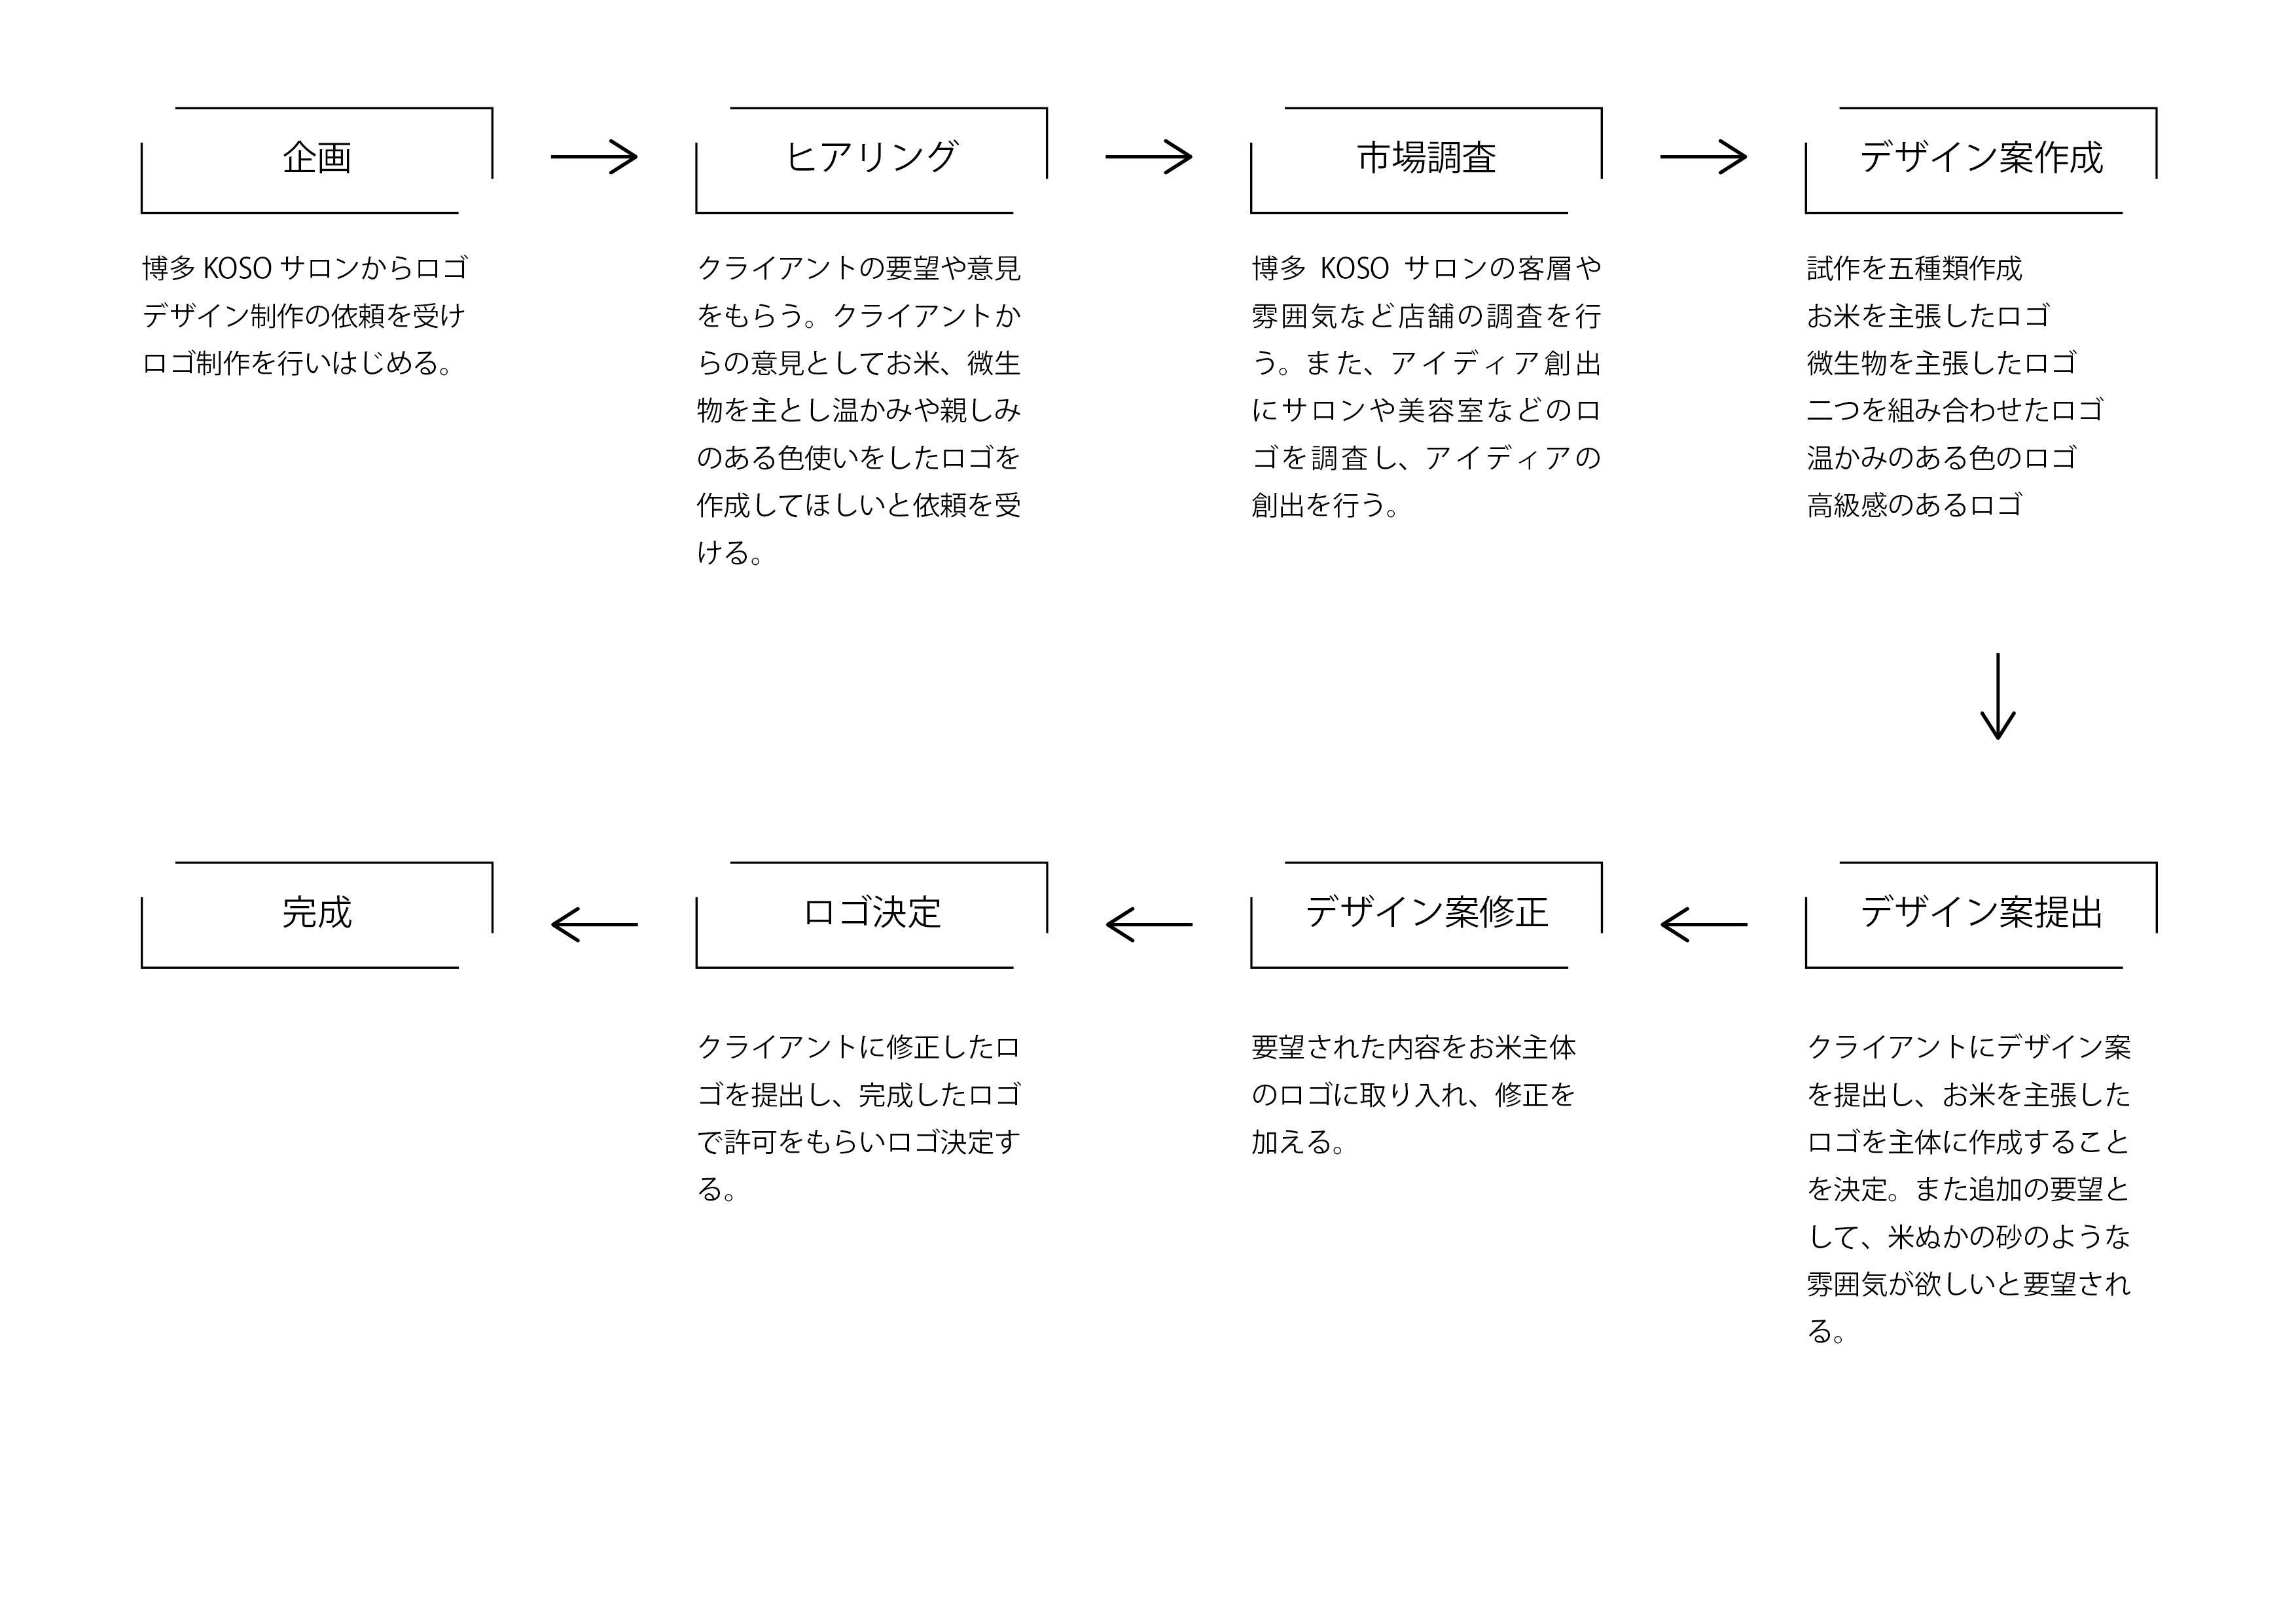 企画
博多 KOSO サロンからロゴ
デザイン制作の依頼を受け
ロゴ制作を行いはじめる。
ヒアリング
クライアントの要望や意見
をもらう。クライアントか
らの意見としてお米、微生
物を主とし温かみや親しみ
のある色使いをしたロゴを
作成してほしいと依頼を受
ける。
市場調査
博多 KOSO サロンの客層や
雰囲気など店舗の調査を行
う。また、アイディア創出
にサロンや美容室などのロ
ゴを調査し、アイディアの
創出を行う。
デザイン案作成
試作を五種類作成
お米を主張したロゴ
微生物を主張したロゴ
二つを組み合わせたロゴ
温かみのある色のロゴ
高級感のあるロゴ
デザイン案提出
クライアントにデザイン案
を提出し、お米を主張した
ロゴを主体に作成すること
を決定。また追加の要望と
して、米ぬかの砂のような
雰囲気が欲しいと要望され
る。
デザイン案修正
要望された内容をお米主体
のロゴに取り入れ、修正を
加える。
ロゴ決定
クライアントに修正したロ
ゴを提出し、完成したロゴ
で許可をもらいロゴ決定す
る。
完成